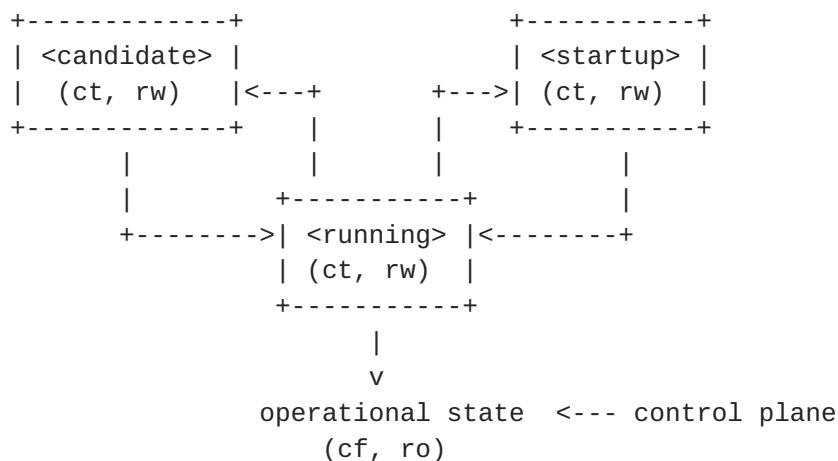 +-------------+                 +-----------+
| <candidate> |                 | <startup> |
|  (ct, rw)   |<---+       +--->| (ct, rw)  |
+-------------+    |       |    +-----------+
       |           |       |           |
       |         +-----------+         |
       +-------->| <running> |<--------+
                 | (ct, rw)  |
                 +-----------+
                       |
                       v
                operational state  <--- control plane
                    (cf, ro)